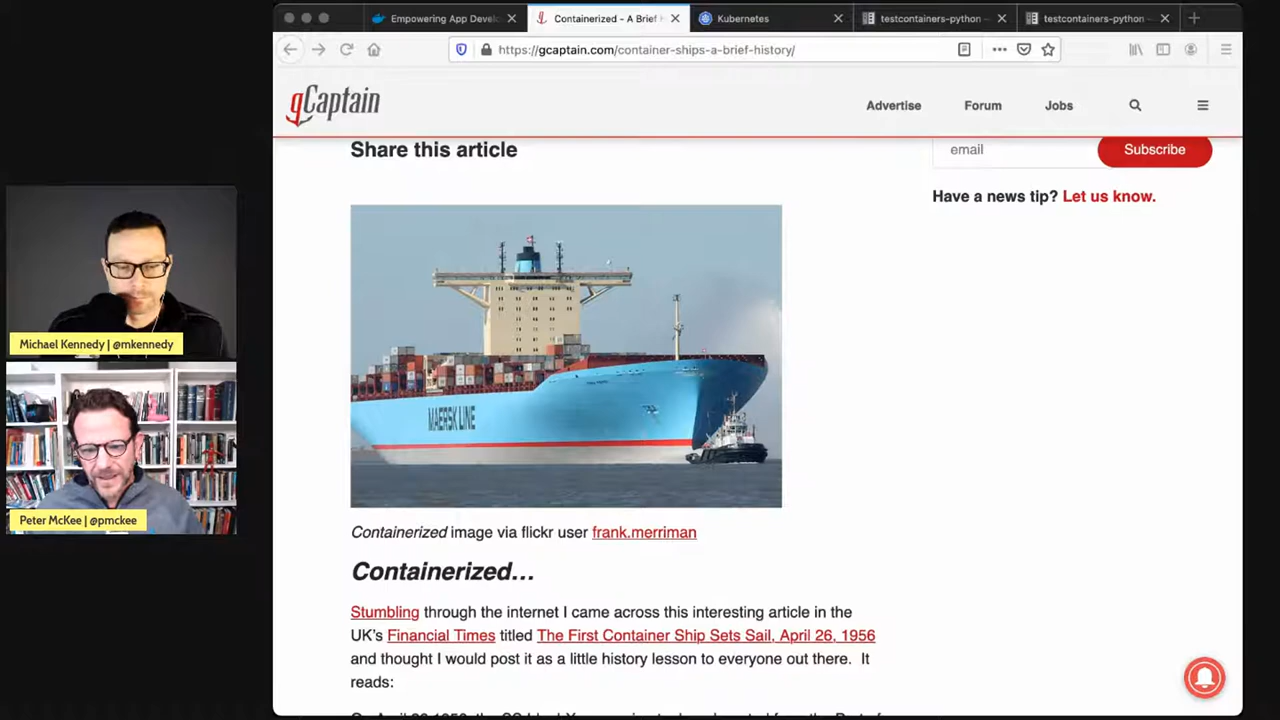 Empowering App Devel
Containerized - A Brief H
Kubernetes
testcontainers-python —
testcontainers-python —
https://gcaptain.com/container-ships-a-brief-history/
gCaptain
Advertise
Forum
Jobs
Share this article
email
Subscribe
Have a news tip? Let us know.
MAERSK LINE
Michael Kennedy | @mkennedy
Peter McKee | @pmckee
Containerized image via flickr user frank.merriman
Containerized...
Stumbling through the internet I came across this interesting article in the
UK's Financial Times titled The First Container Ship Sets Sail, April 26, 1956
and thought I would post it as a little history lesson to everyone out there. It
reads: